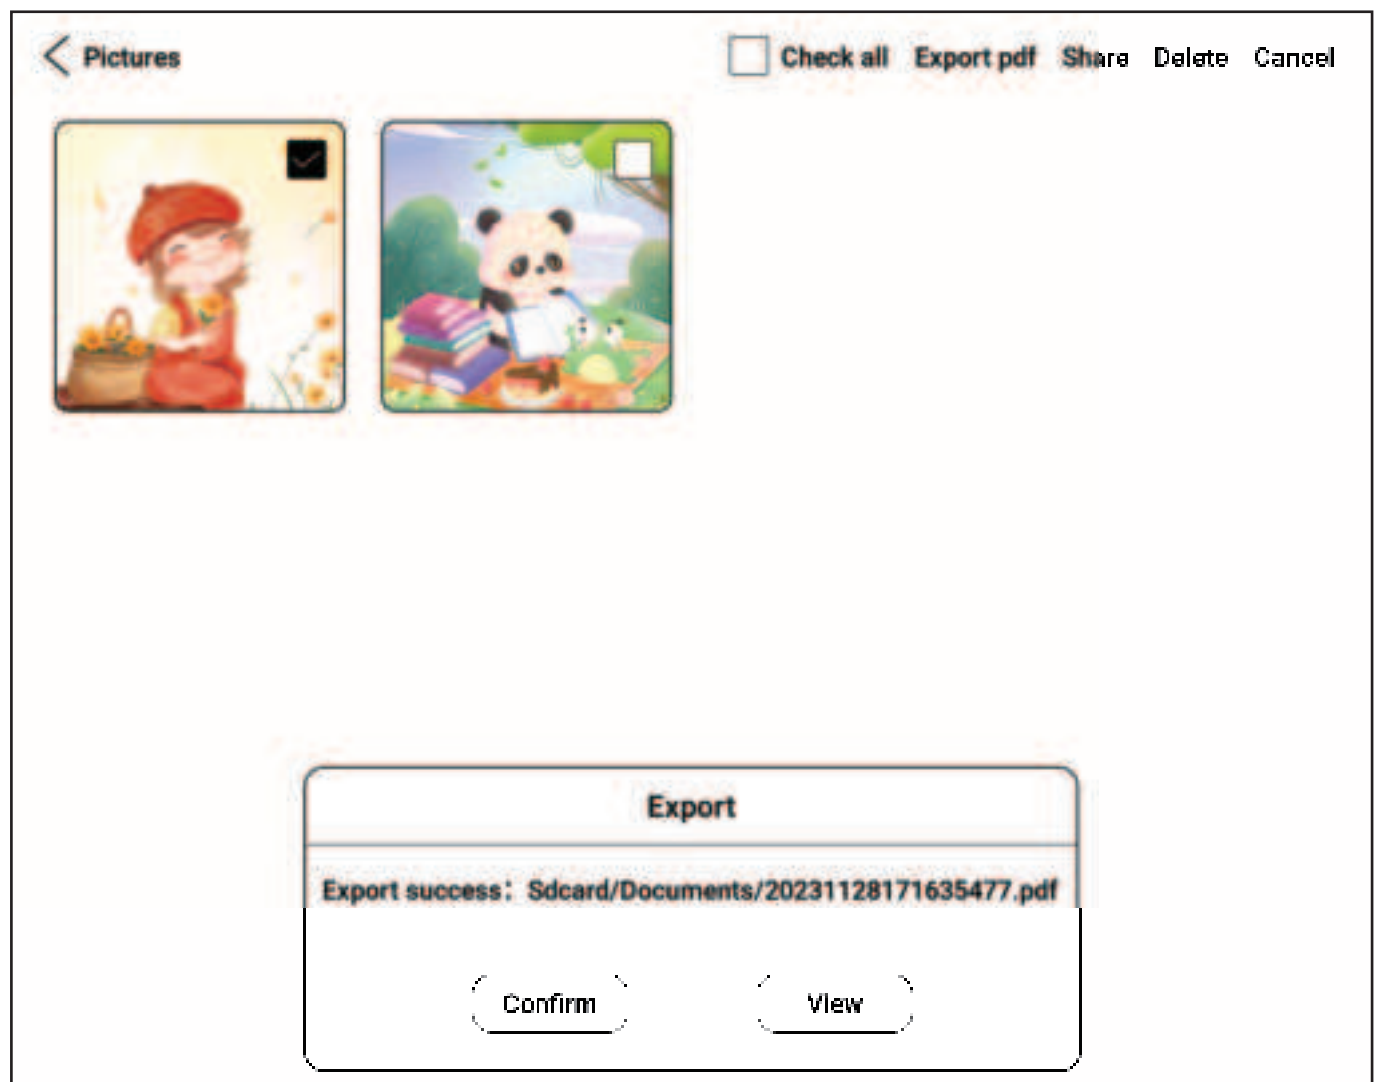 Pictures
Check all Export pdf Share Delete Cancel
Export
Export success: Sdcard/Documents/20231128171635477.pdf
Confirm View